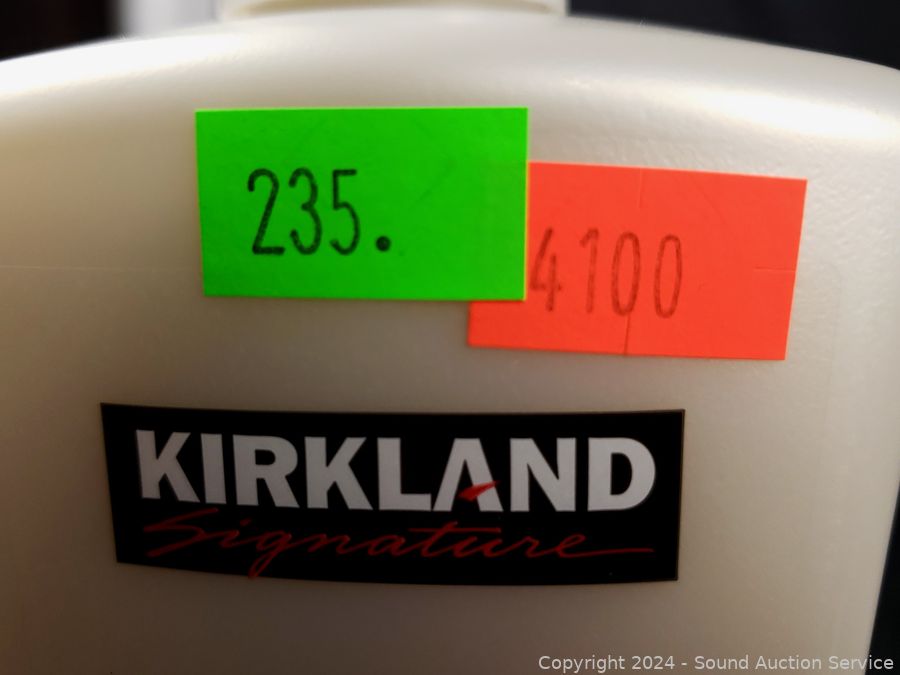 235.
4100
KIRKLAND
Signature
Copyright 2024 - Sound Auction Service